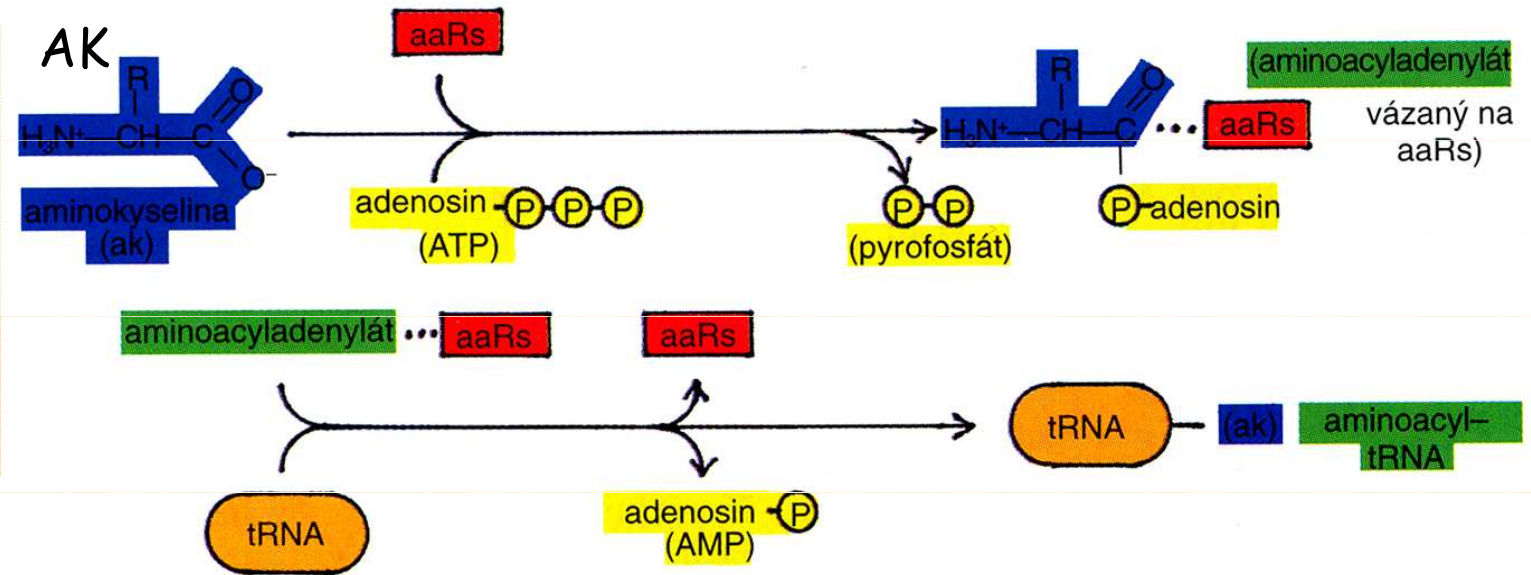 AK
aaRs
R
O
H₃N⁺—CH—C
O⁻
aminokyselina
(ak)
adenosin -P-P-P
(ATP)
P-P
(pyrofosfát)
R
O
H₃N⁺—CH—C ... aaRs
P-adenosin
(aminoacyladenylát
vázaný na
aaRs)
aminoacyladenylát ... aaRs
aaRs
tRNA
adenosin -P
(AMP)
tRNA — (ak)
aminoacyl–
tRNA